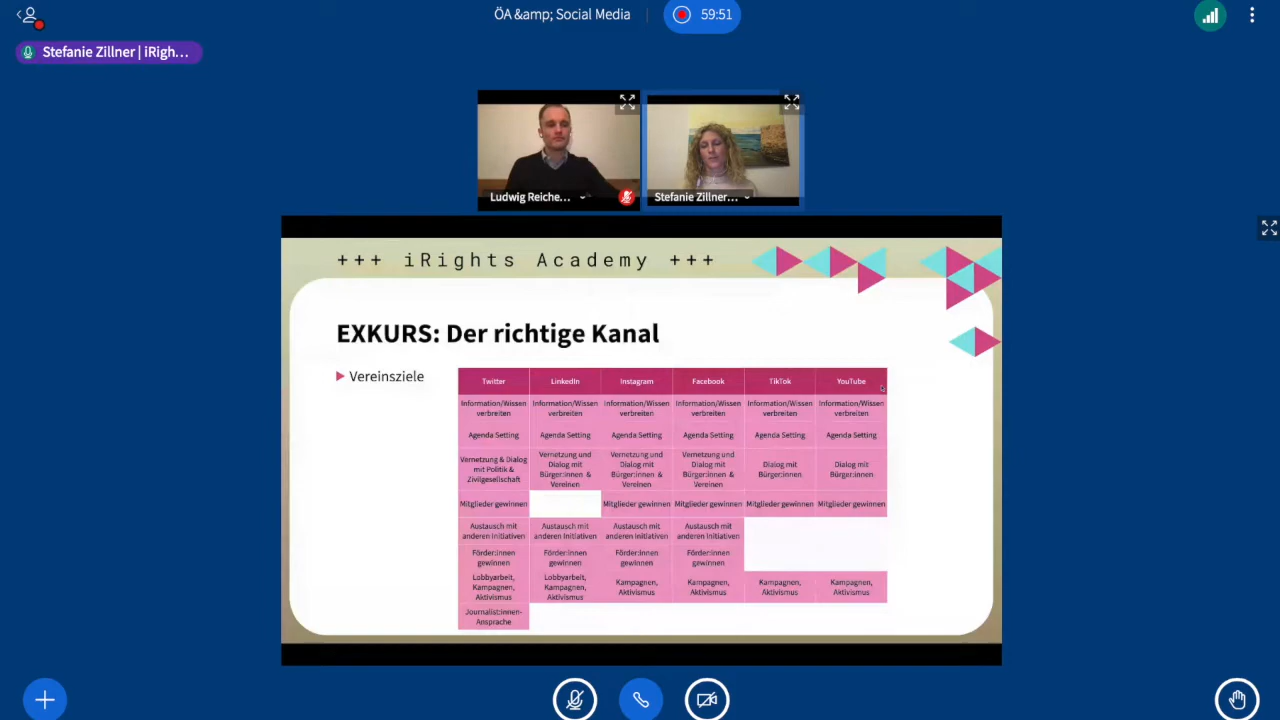 ÖA &amp; Social Media
59:51
Stefanie Zillner | iRigh...
Ludwig Reiche...
Stefanie Zillner...
+++ iRights Academy +++
EXKURS: Der richtige Kanal
Vereinsziele
Twitter LinkedIn Instagram Facebook TikTok YouTube
Information/Wissen Information/Wissen Information/Wissen Information/Wissen Information/Wissen Information/Wissen
verbreiten verbreiten verbreiten verbreiten verbreiten verbreiten
Agenda Setting Agenda Setting Agenda Setting Agenda Setting Agenda Setting Agenda Setting
Vernetzung & Dialog
mit Politik &
Zivilgesellschaft
Vernetzung und
Dialog mit
Bürger:innen &
Vereinen
Vernetzung und
Dialog mit
Bürger:innen &
Vereinen
Vernetzung und
Dialog mit
Bürger:innen &
Vereinen
Dialog mit
Bürger:innen
Dialog mit
Bürger:innen
Mitglieder gewinnen Mitglieder gewinnen Mitglieder gewinnen Mitglieder gewinnen Mitglieder gewinnen
Austausch mit Austausch mit Austausch mit Austausch mit
anderen Initiativen anderen Initiativen anderen Initiativen anderen Initiativen
Förder:innen Förder:innen Förder:innen Förder:innen
gewinnen gewinnen gewinnen gewinnen
Lobbyarbeit,
Kampagnen,
Aktivismus
Lobbyarbeit,
Kampagnen,
Aktivismus
Kampagnen,
Aktivismus
Kampagnen,
Aktivismus
Kampagnen,
Aktivismus
Kampagnen,
Aktivismus
Journalist:innen-
Ansprache